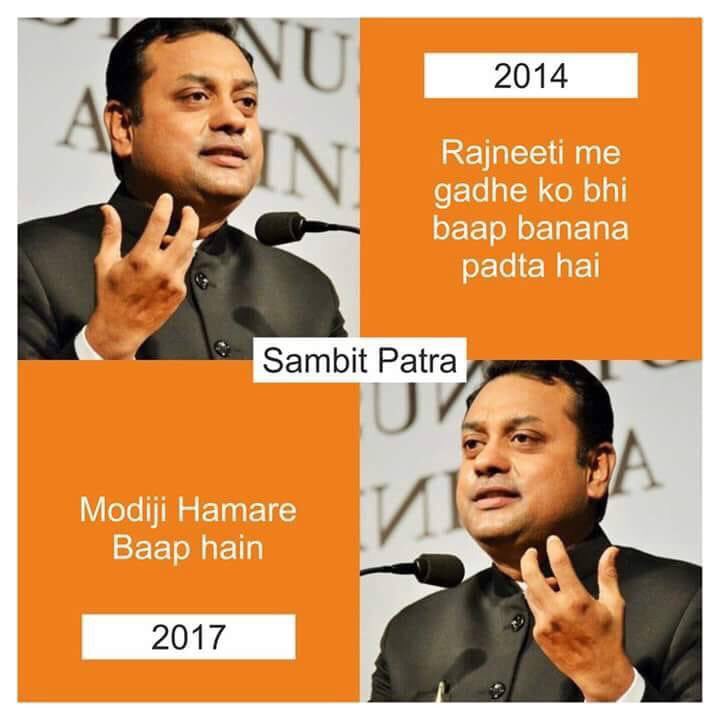 2014
Rajneeti me
gadhe ko bhi
baap banana
padta hai
Sambit Patra
Modiji Hamare
Baap hain
2017